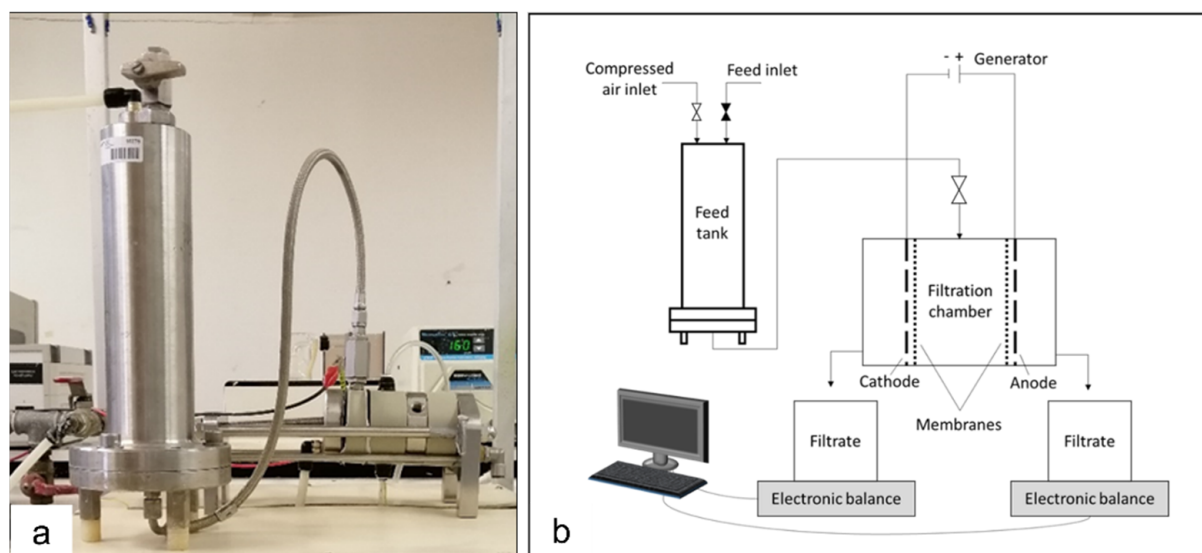 a
160
b
Compressed
air inlet
Feed inlet
- + Generator
Feed
tank
Filtration
chamber
Cathode
Anode
Membranes
Filtrate
Filtrate
Electronic balance
Electronic balance